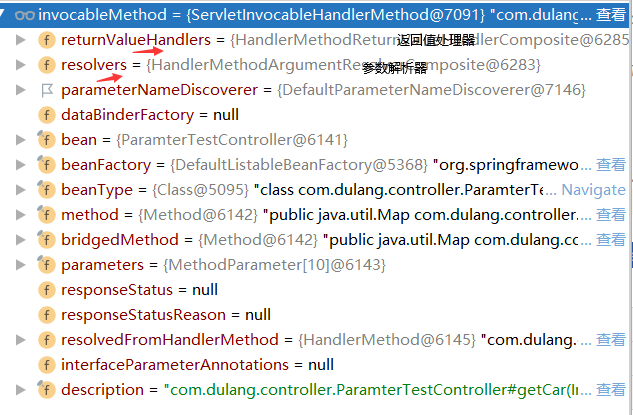 invocableMethod = {ServletInvocableHandlerMethod@7091} "com.dulang... 查看
returnValueHandlers = {HandlerMethodReturn返回值处理器dlerComposite@6285
resolvers = {HandlerMethodArgumentReso参数解析器omposite@6283}
parameterNameDiscoverer = {DefaultParameterNameDiscoverer@7146}
dataBinderFactory = null
bean = {ParamterTestController@6141}
beanFactory = {DefaultListableBeanFactory@5368} "org.springframewo... 查看
beanType = {Class@5095} "class com.dulang.controller.ParamterTe... Navigate
method = {Method@6142} "public java.util.Map com.dulang.controller.... 查看
bridgedMethod = {Method@6142} "public java.util.Map com.dulang.cc... 查看
parameters = {MethodParameter[10]@6143}
responseStatus = null
responseStatusReason = null
resolvedFromHandlerMethod = {HandlerMethod@6145} "com.dulang.... 查看
interfaceParameterAnnotations = null
description = "com.dulang.controller.ParamterTestController#getCar(Ir... 查看